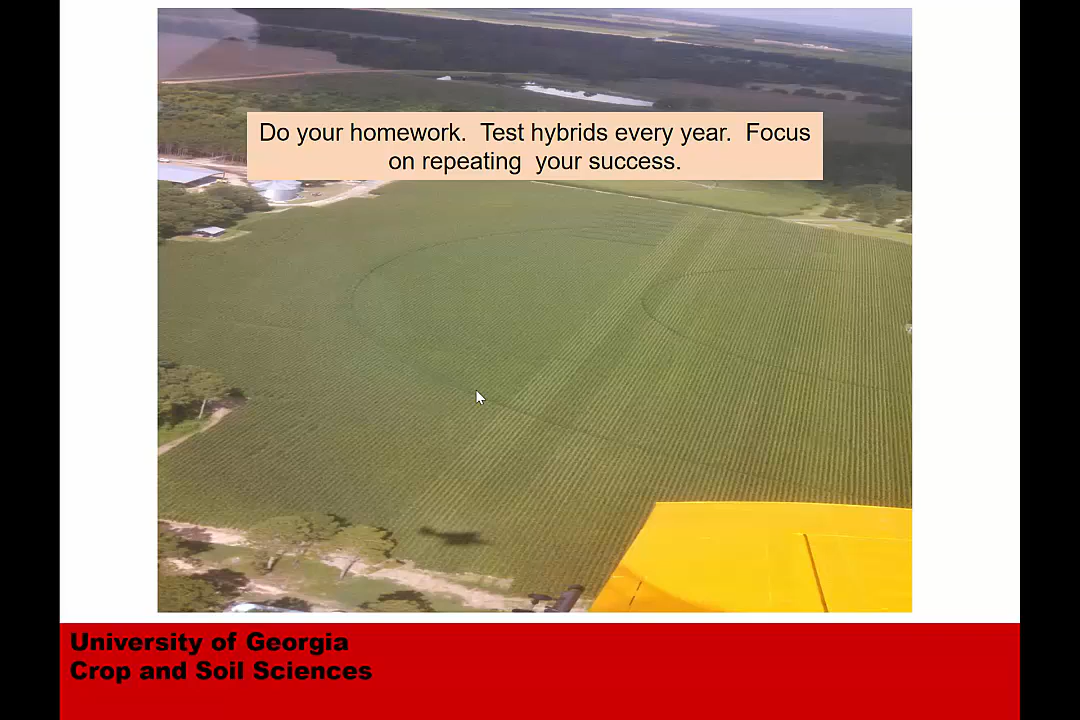 Do your homework.  Test hybrids every year.  Focus
on repeating  your success.
University of Georgia
Crop and Soil Sciences